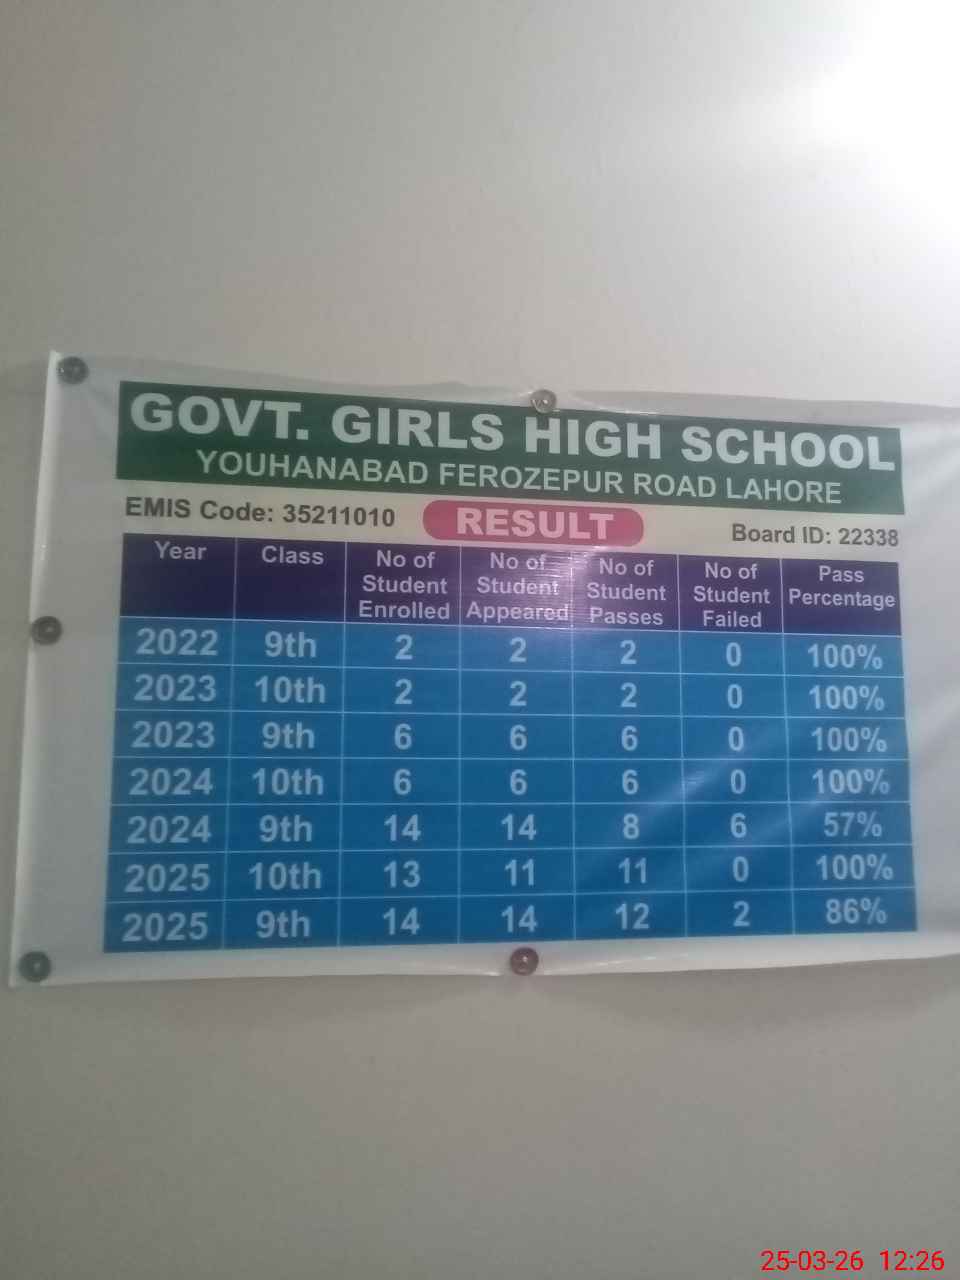 GOVT. GIRLS HIGH SCHOOL
YOUHANABAD FEROZEPUR ROAD LAHORE
EMIS Code: 35211010 RESULT Board ID: 22338
Year Class No of Student Enrolled No of Student Appeared No of Student Passes No of Student Failed Pass Percentage
2022 9th 2 2 2 0 100%
2023 10th 2 2 2 0 100%
2023 9th 6 6 6 0 100%
2024 10th 6 6 6 0 100%
2024 9th 14 14 8 6 57%
2025 10th 13 11 11 0 100%
2025 9th 14 14 12 2 86%
25-03-26 12:26